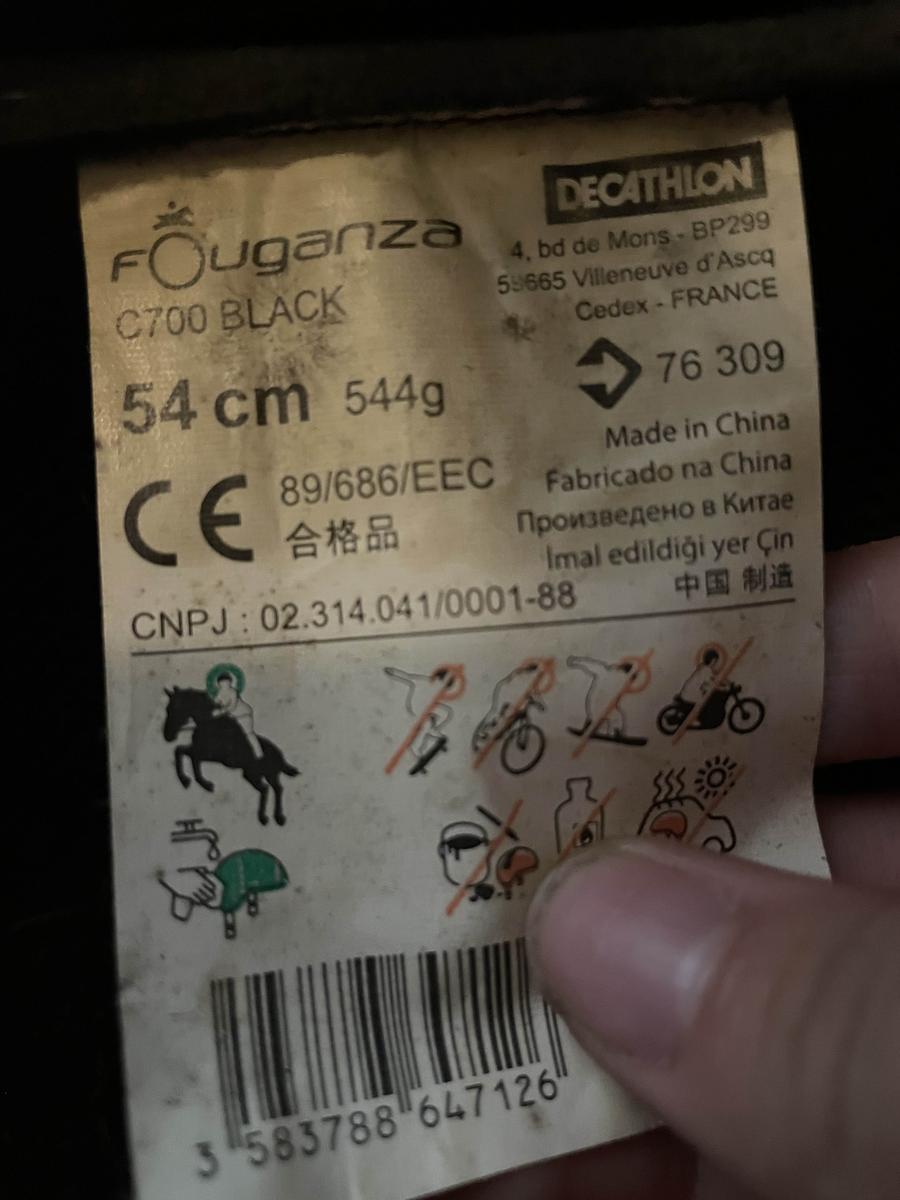 Fouganza
C700 BLACK
54 cm 544g
CE 89/686/EEC
合格品
DECATHLON
4, bd de Mons - BP299
59665 Villeneuve d'Ascq
Cedex - FRANCE
76 309
Made in China
Fabricado na China
Произведено в Китае
İmal edildiği yer Çin
中国 制造
CNPJ : 02.314.041/0001-88
3 583788 647126